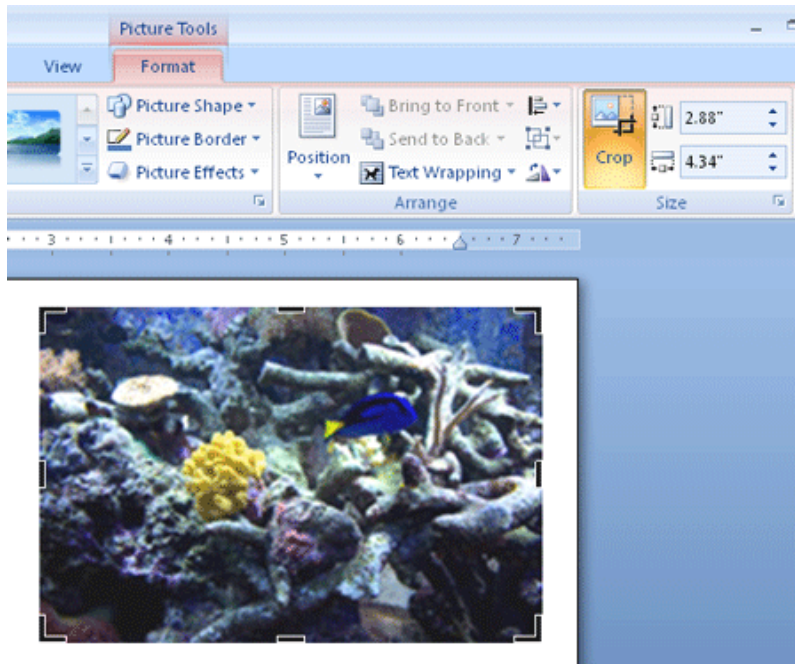 Picture Tools
View Format
Picture Shape Bring to Front 2.88"
Picture Border Send to Back
Position Crop
Picture Effects Text Wrapping 4.34"
Arrange Size
3 4 5 6 7